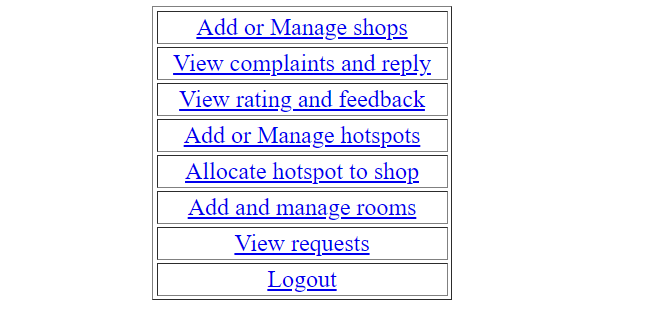 Add or Manage shops
View complaints and reply
View rating and feedback
Add or Manage hotspots
Allocate hotspot to shop
Add and manage rooms
View requests
Logout